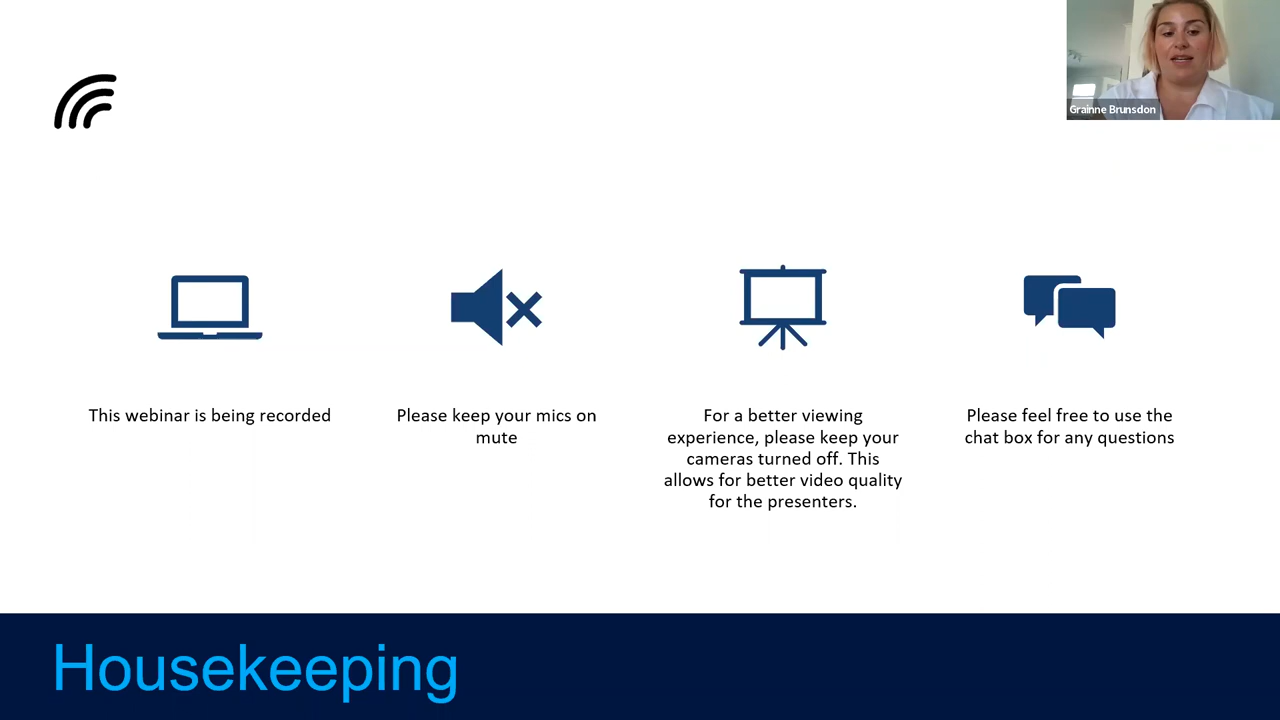 Grainne Brunsdon
This webinar is being recorded
Please keep your mics on
mute
For a better viewing
experience, please keep your
cameras turned off. This
allows for better video quality
for the presenters.
Please feel free to use the
chat box for any questions
Housekeeping